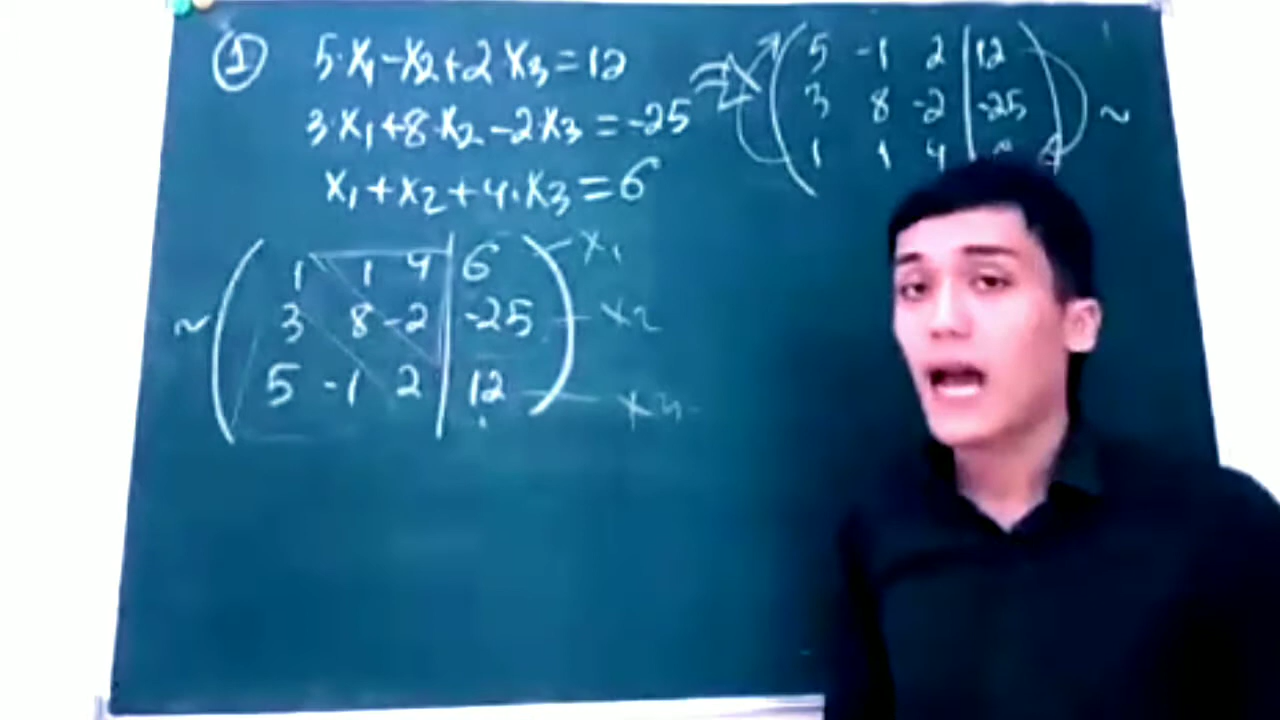 ① 5·x₁-x₂+2x₃=12
3·x₁+8·x₂-2·x₃=-25
x₁+x₂+4·x₃=6
5 -1 2 | 12
3 8 -2 | -25 ~
1 1 4 |
1 1 4 | 6 x₁
~ 3 8 -2 | -25 x₂
5 -1 2 | 12 x₃